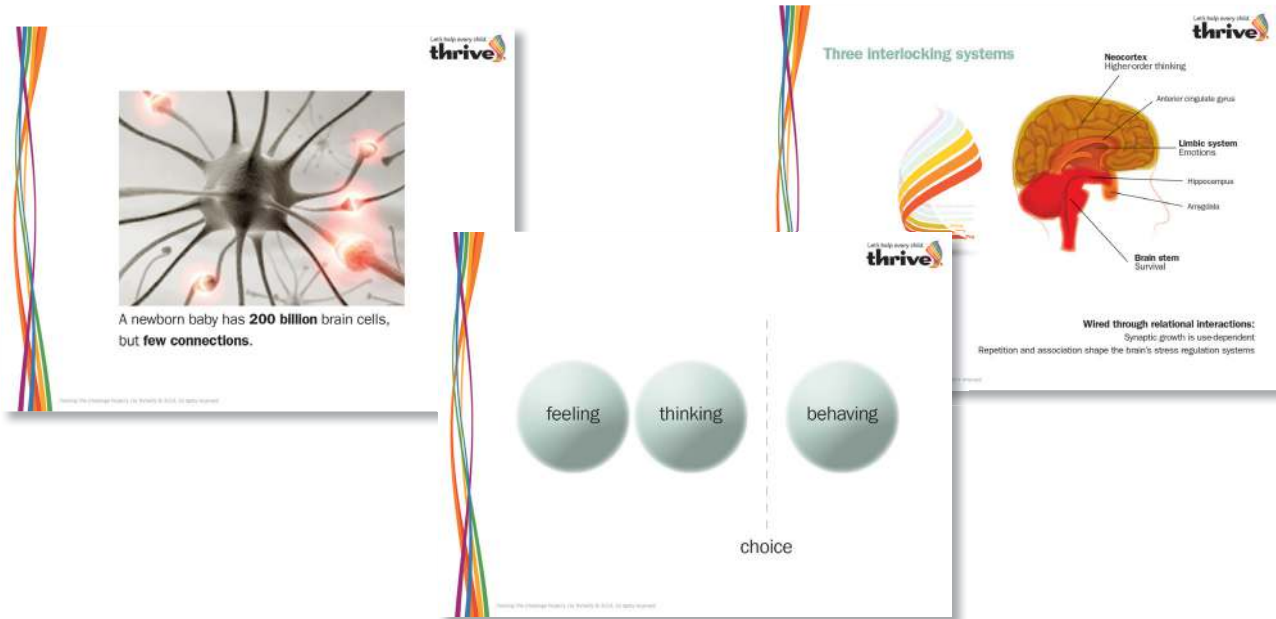 Let's help every child
thrive
A newborn baby has 200 billion brain cells,
but few connections.
Let's help every child
thrive
Three interlocking systems
Neocortex
Higher-order thinking
Anterior cingulate gyrus
Limbic system
Emotions
Hippocampus
Amygdala
Brain stem
Survival
Wired through relational interactions:
Synaptic growth is use-dependent
Repetition and association shape the brain's stress regulation systems
Let's help every child
thrive
feeling
thinking
behaving
choice